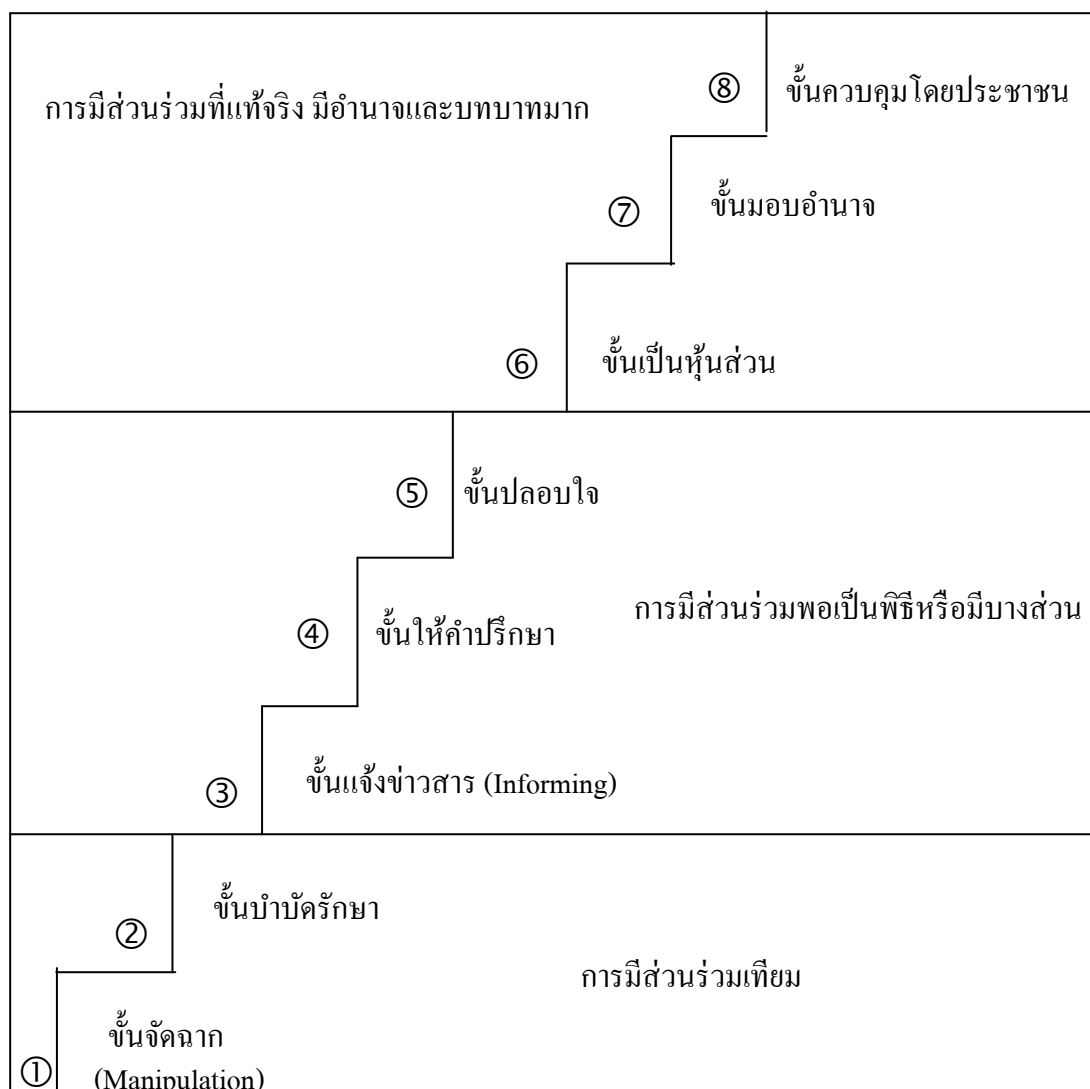 ⑧ ขั้นควบคุมโดยประชาชน
การมีส่วนร่วมที่แท้จริง มีอำนาจและบทบาทมาก
⑦ ขั้นมอบอำนาจ
⑥ ขั้นเป็นหุ้นส่วน
⑤ ขั้นปลอบใจ
④ ขั้นให้คำปรึกษา
การมีส่วนร่วมพอเป็นพิธีหรือมีบางส่วน
③ ขั้นแจ้งข่าวสาร (Informing)
② ขั้นบำบัดรักษา
การมีส่วนร่วมเทียม
① ขั้นจัดฉาก
(Manipulation)